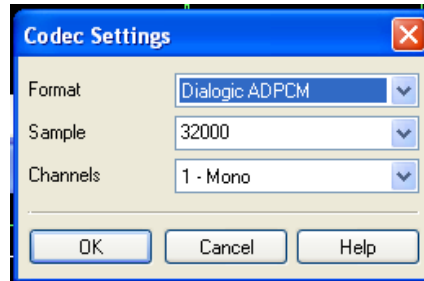 Codec Settings
Format Dialogic ADPCM
Sample 32000
Channels 1 - Mono
OK Cancel Help